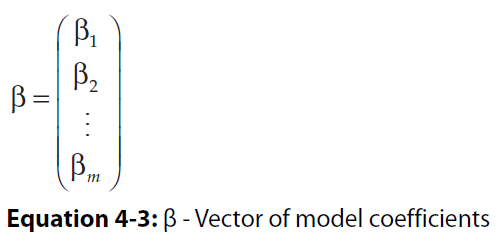 β = (
β₁
β₂
⋮
βₘ
)
Equation 4-3: β - Vector of model coefficients